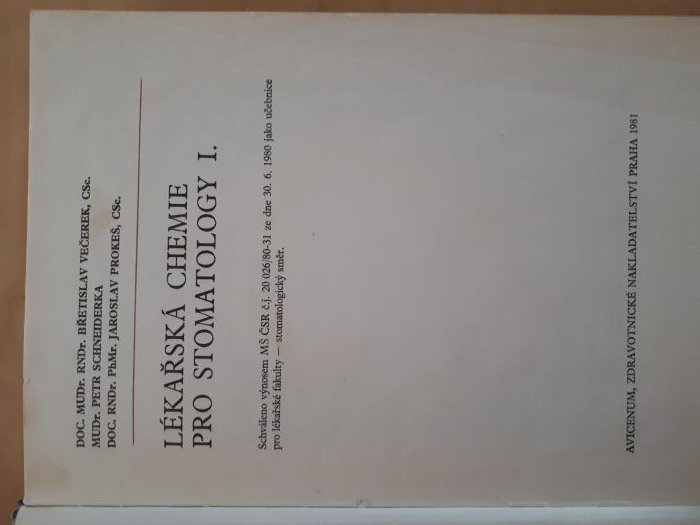 DOC. MUDr. RNDr. BŘETISLAV VEČEREK, CSc.
MUDr. PETR SCHNEIDERKA
DOC. RNDr. PhMr. JAROSLAV PROKEŠ, CSc.
LÉKAŘSKÁ CHEMIE
PRO STOMATOLOGY I.
Schváleno výnosem MŠ ČSR č.j. 20 026/80-31 ze dne 30. 6. 1980 jako učebnice
pro lékařské fakulty — stomatologický směr.
AVICENUM, ZDRAVOTNICKÉ NAKLADATELSTVÍ PRAHA 1981